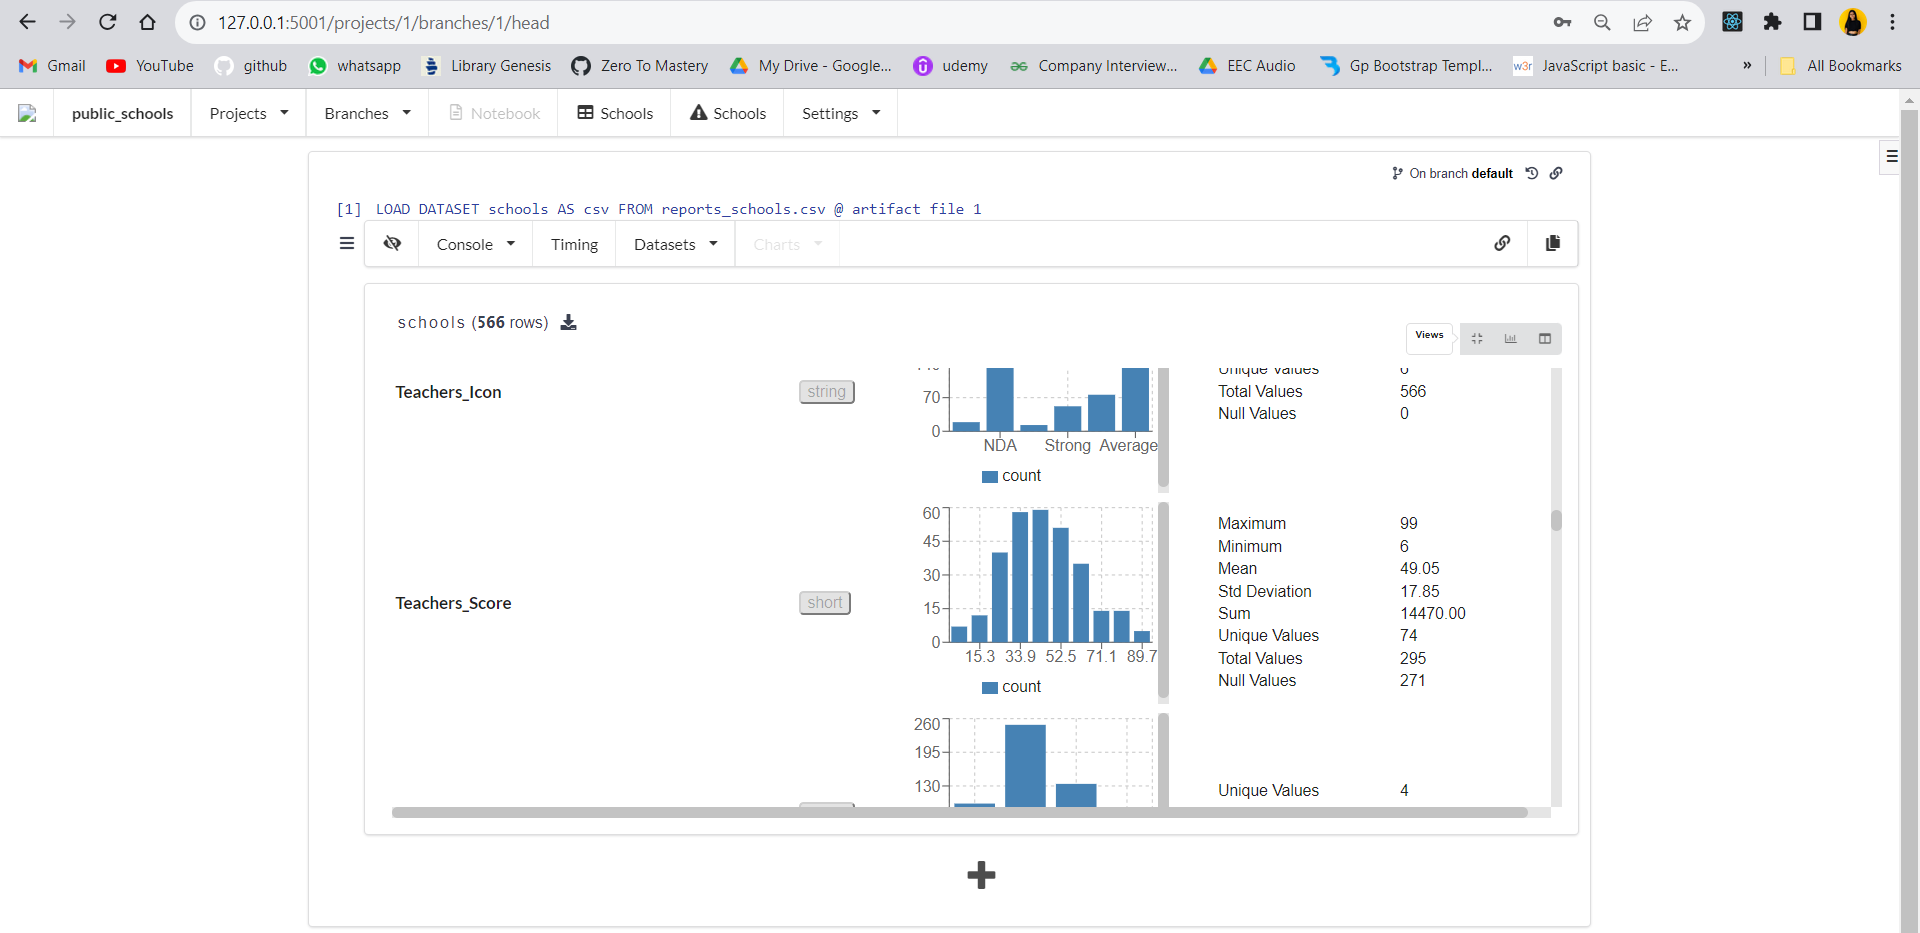 127.0.0.1:5001/projects/1/branches/1/head
Gmail YouTube github whatsapp Library Genesis Zero To Mastery My Drive - Google... udemy Company Interview... EEC Audio Gp Bootstrap Templ... w3r JavaScript basic - E... » All Bookmarks
public_schools Projects Branches Notebook Schools Schools Settings
On branch default
[1] LOAD DATASET schools AS csv FROM reports_schools.csv @ artifact file 1
Console Timing Datasets Charts
schools (566 rows)
Views
Teachers_Icon string
140
70
0
NDA Strong Average
count
Unique Values 6
Total Values 566
Null Values 0
Teachers_Score short
60
45
30
15
0
15.3 33.9 52.5 71.1 89.7
count
Maximum 99
Minimum 6
Mean 49.05
Std Deviation 17.85
Sum 14470.00
Unique Values 74
Total Values 295
Null Values 271
260
195
130
Unique Values 4